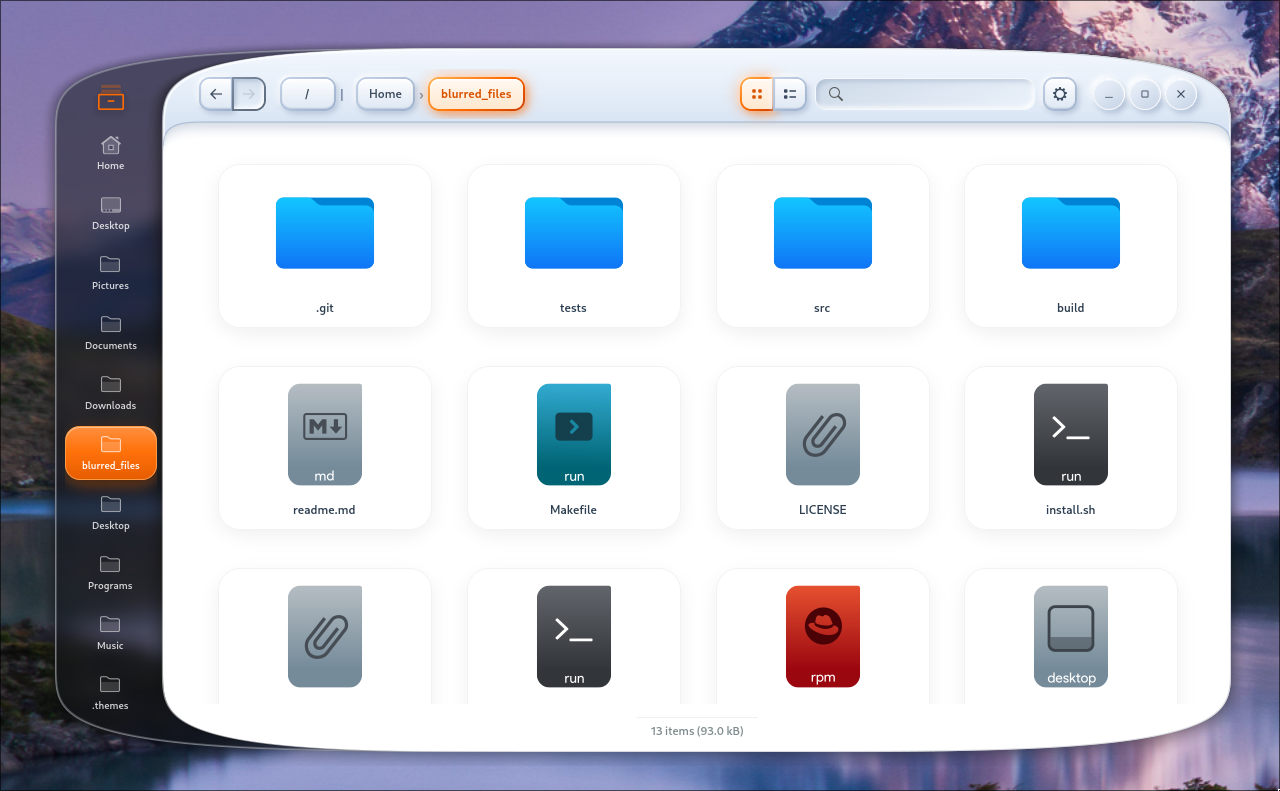 / | Home › blurred_files
Home
Desktop
Pictures
Documents
Downloads
blurred_files
Desktop
Programs
Music
.themes
.git
tests
src
build
M
md
readme.md
run
Makefile
LICENSE
>_
run
install.sh
>_
run
rpm
desktop
13 items (93.0 kB)